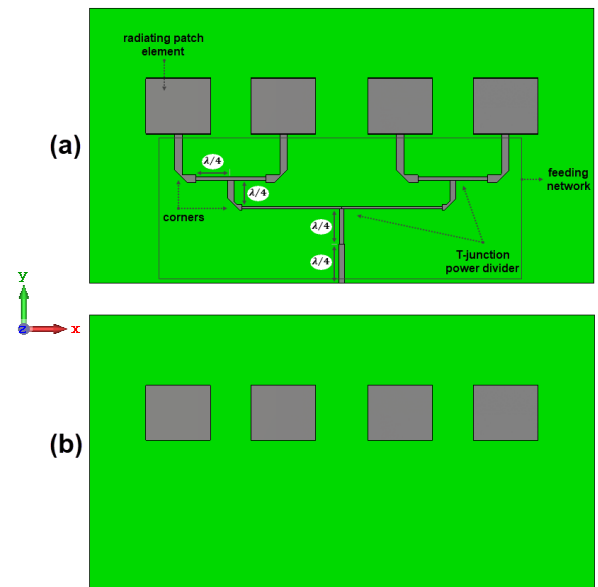 radiating patch
element
(a)
λ/4
λ/4
feeding
network
corners
λ/4
T-junction
power divider
λ/4
y
z
x
(b)